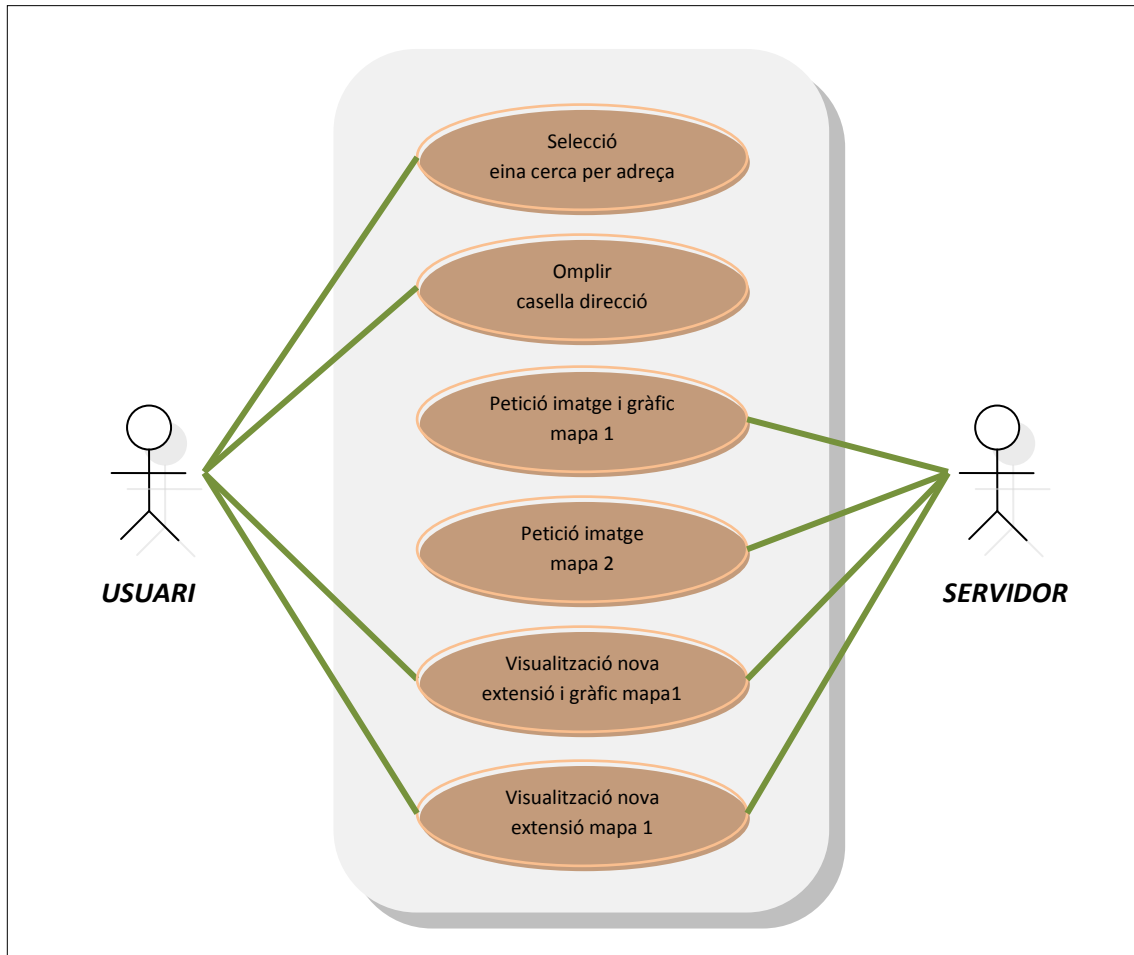 Selecció
eina cerca per adreça
Omplir
casella direcció
Petició imatge i gràfic
mapa 1
Petició imatge
mapa 2
USUARI
SERVIDOR
Visualització nova
extensió i gràfic mapa1
Visualització nova
extensió mapa 1